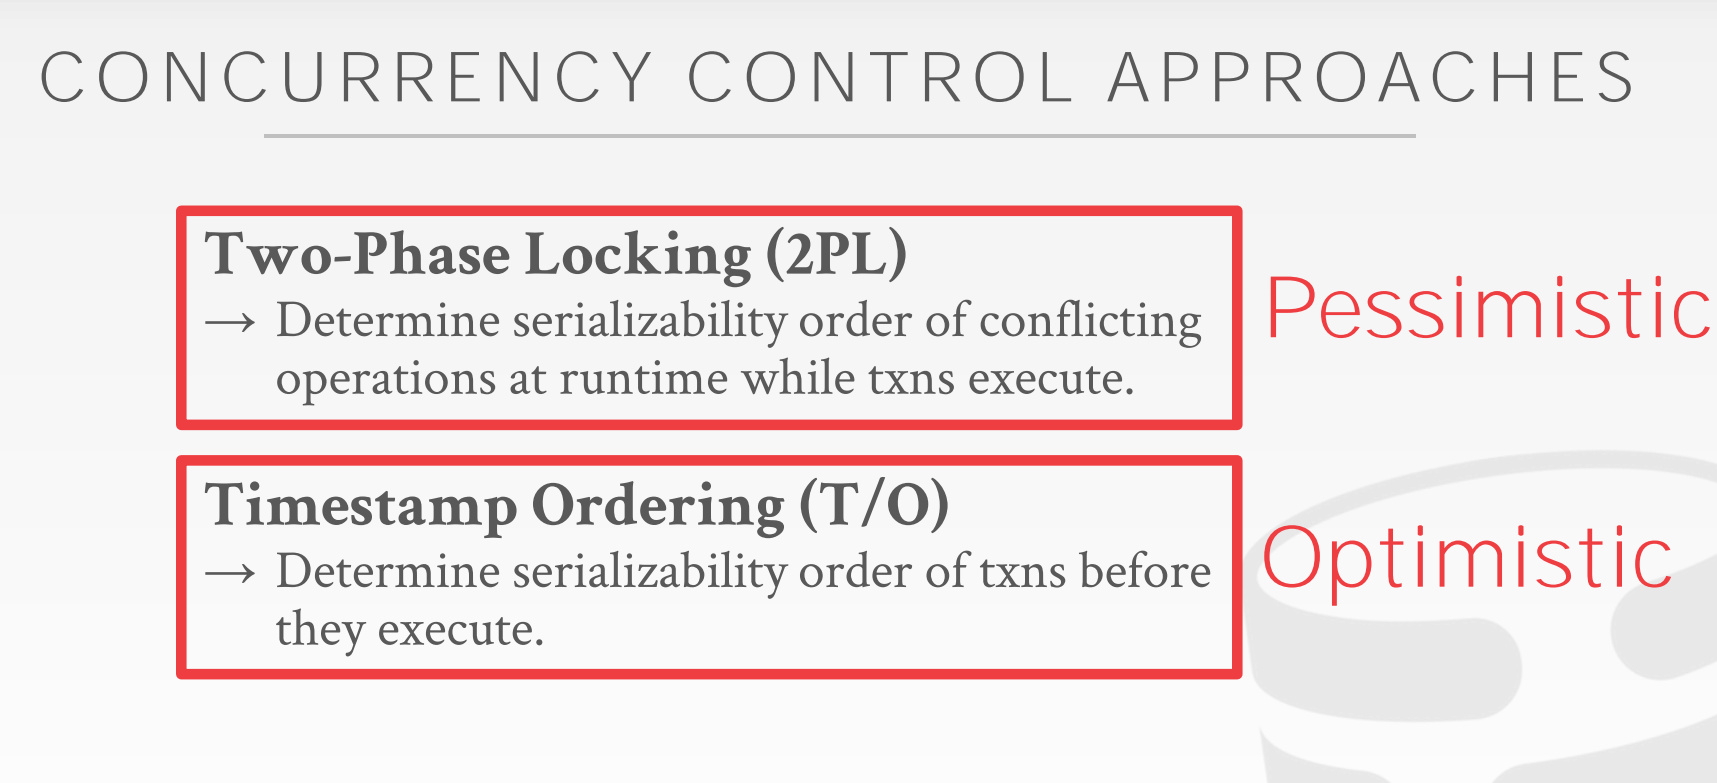 CONCURRENCY CONTROL APPROACHES
Two-Phase Locking (2PL)
→ Determine serializability order of conflicting
operations at runtime while txns execute.
Pessimistic
Timestamp Ordering (T/O)
→ Determine serializability order of txns before
they execute.
Optimistic